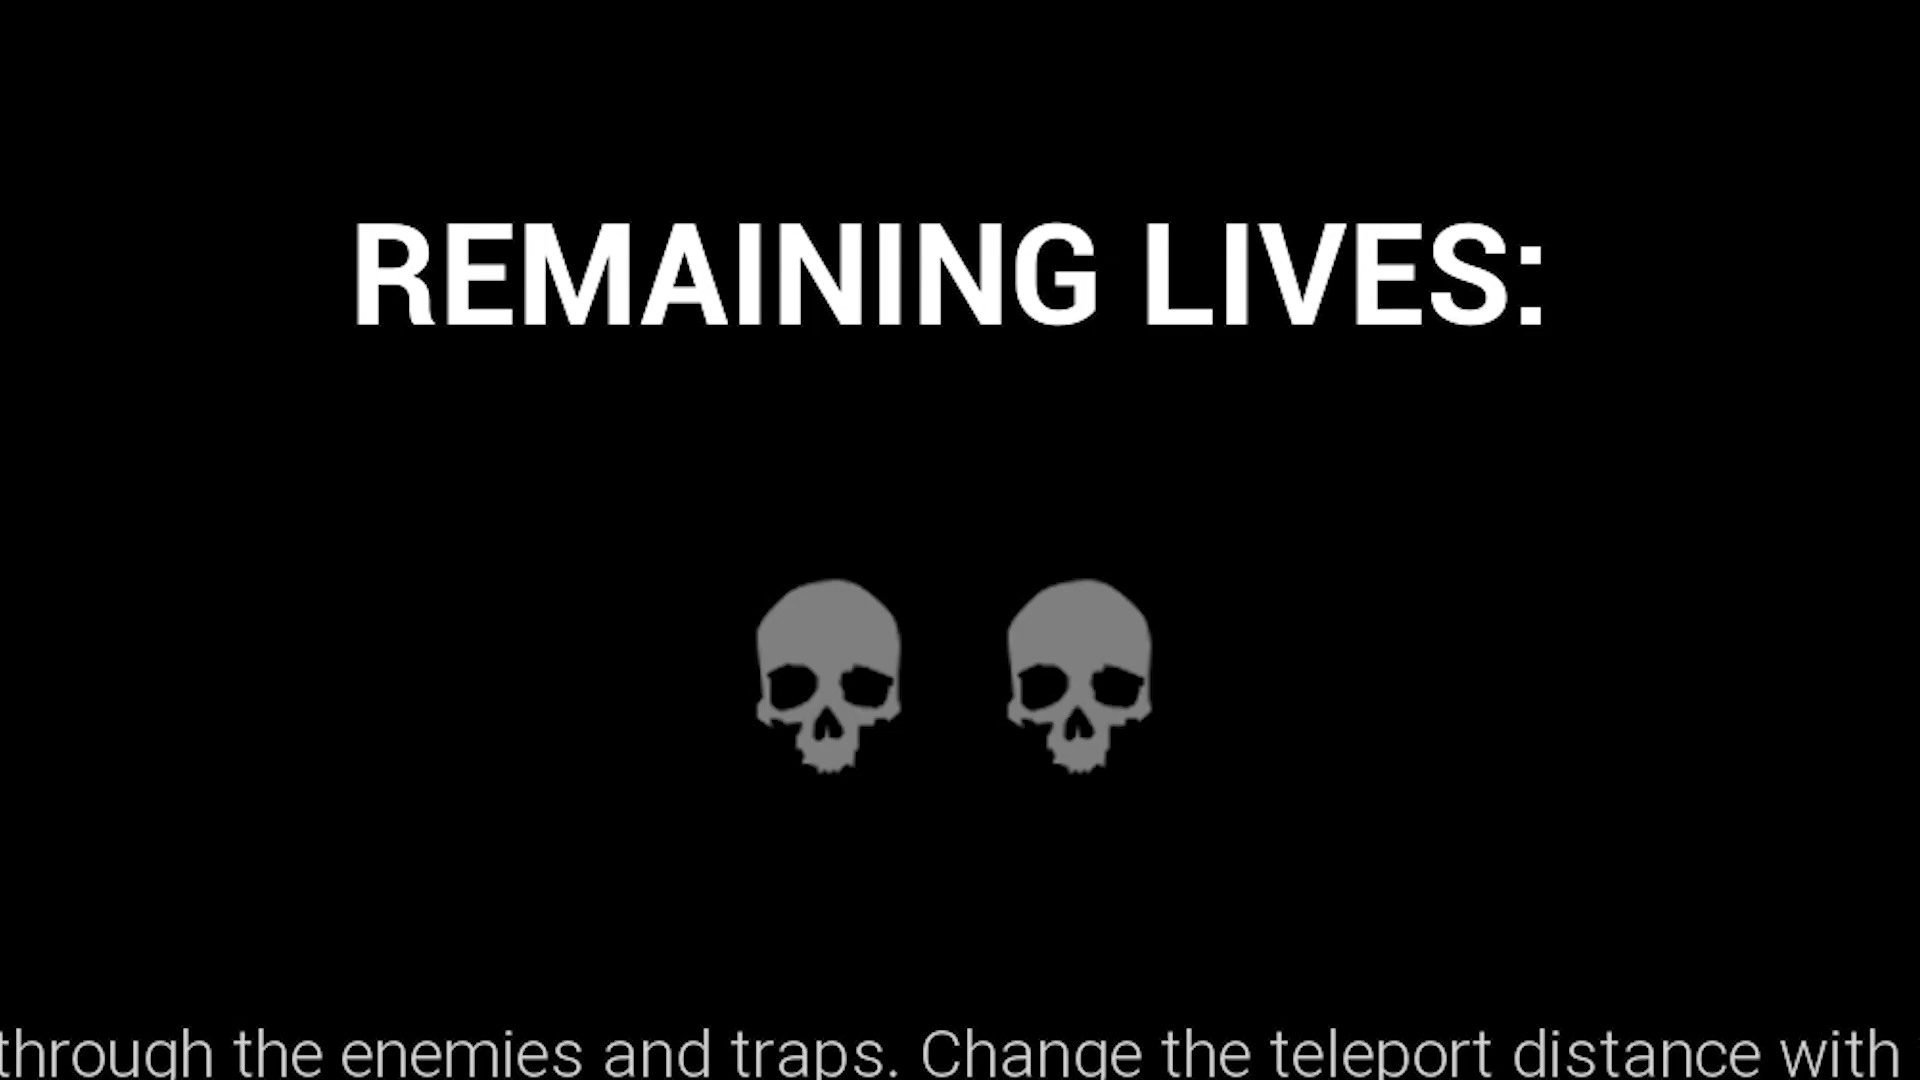 REMAINING LIVES:
through the enemies and traps. Change the teleport distance with